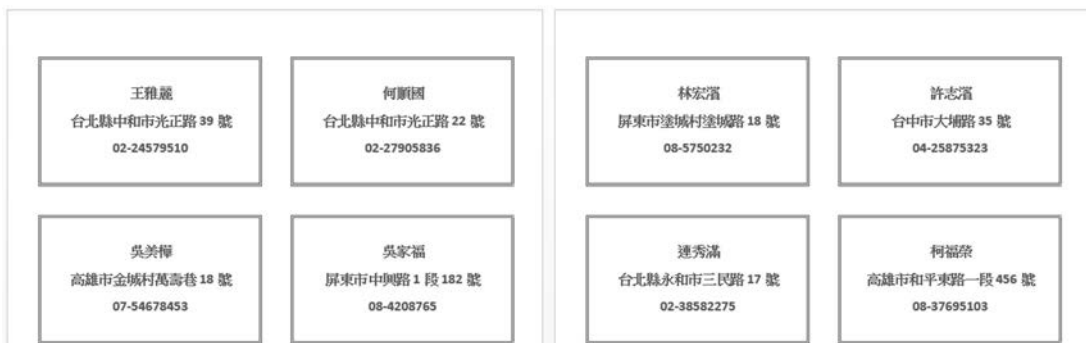 王雅麗
台北縣中和市光正路 39 號
02-24579510
何順國
台北縣中和市光正路 22 號
02-27905836
吳美樺
高雄市金城村萬壽巷 18 號
07-54678453
吳家福
屏東市中興路 1 段 182 號
08-4208765
林宏濱
屏東市塗城村塗城路 18 號
08-5750232
許志濱
台中市大埔路 35 號
04-25875323
連秀滿
台北縣永和市三民路 17 號
02-38582275
柯福榮
高雄市和平東路一段 456 號
08-37695103